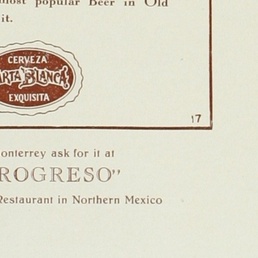 most popular Beer in Old
it.
CERVEZA
CARTA BLANCA
EXQUISITA
17
onterrey ask for it at
ROGRESO"
Restaurant in Northern Mexico